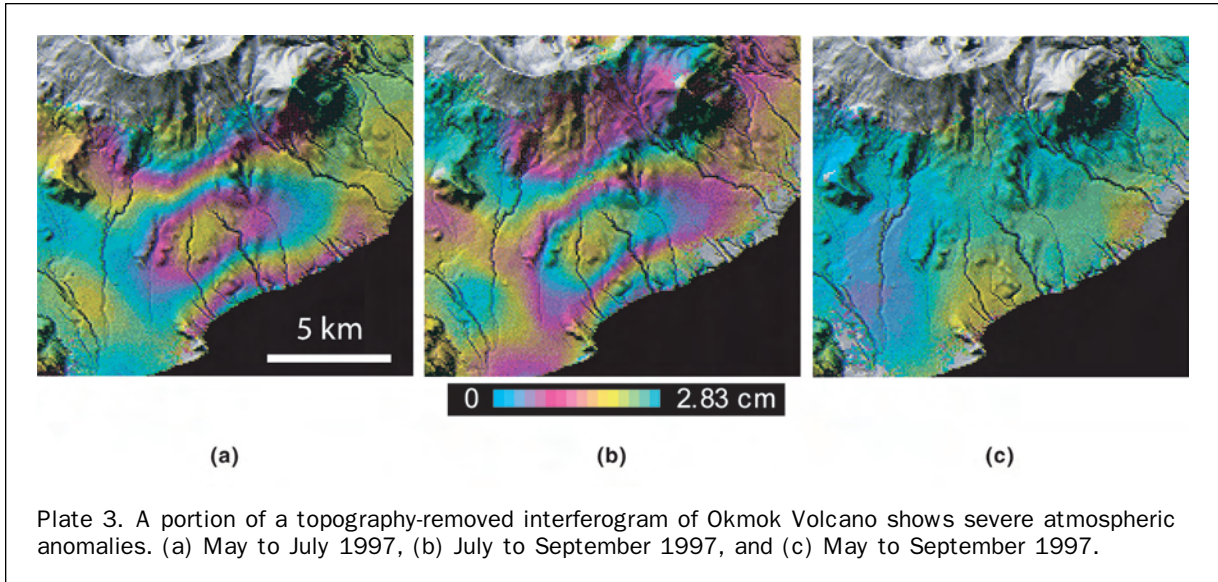 5 km
0 2.83 cm
(a) (b) (c)
Plate 3. A portion of a topography-removed interferogram of Okmok Volcano shows severe atmospheric
anomalies. (a) May to July 1997, (b) July to September 1997, and (c) May to September 1997.